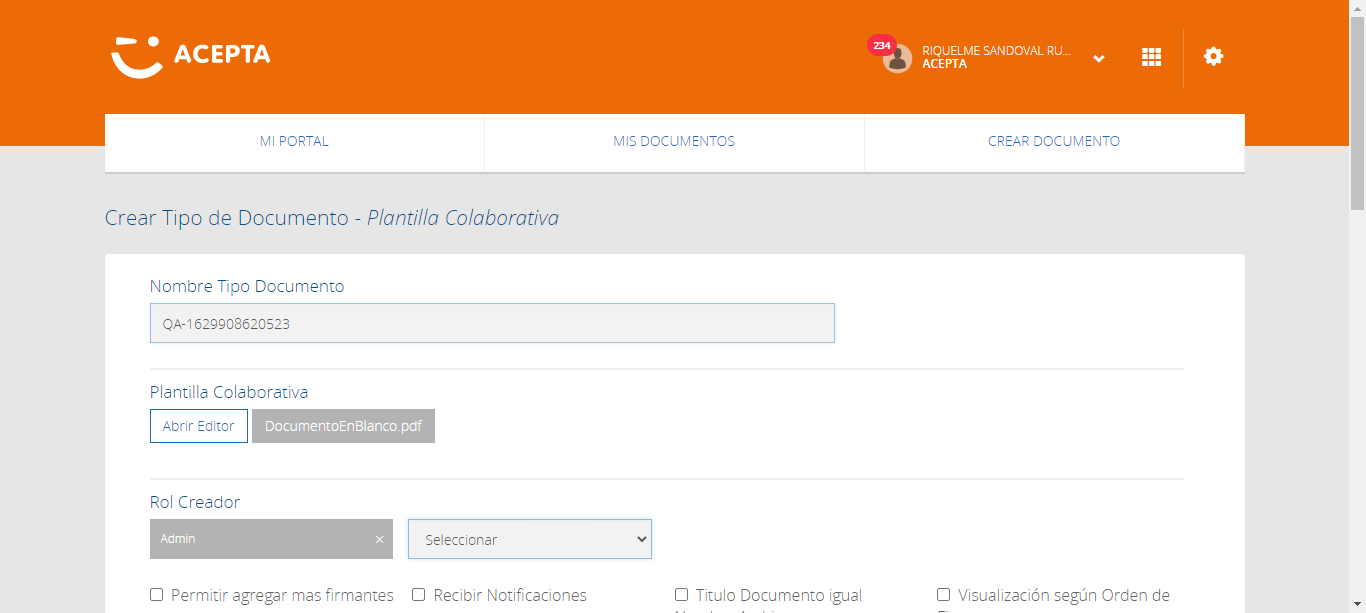 ACEPTA
234
RIQUELME SANDOVAL RU...
ACEPTA
MI PORTAL
MIS DOCUMENTOS
CREAR DOCUMENTO
Crear Tipo de Documento - Plantilla Colaborativa
Nombre Tipo Documento
QA-1629908620523
Plantilla Colaborativa
Abrir Editor
DocumentoEnBlanco.pdf
Rol Creador
Admin ×
Seleccionar
Permitir agregar mas firmantes
Recibir Notificaciones
Titulo Documento igual
Visualización según Orden de